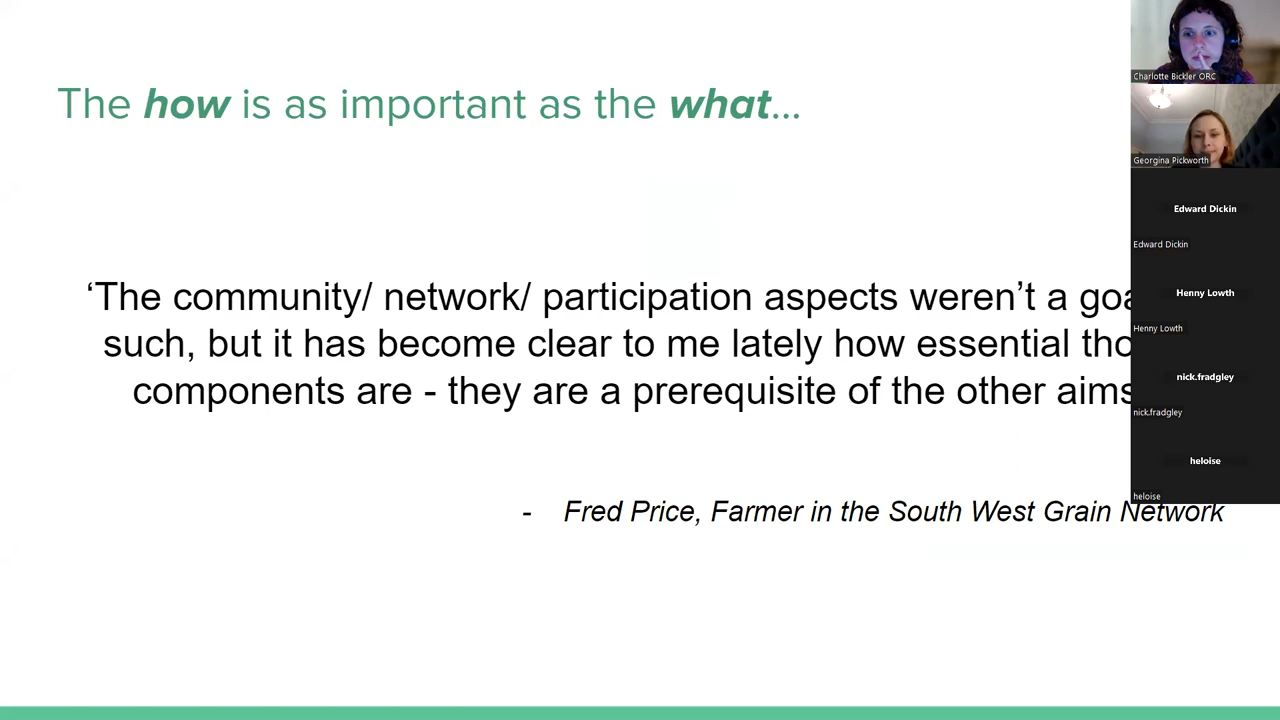 The how is as important as the what...
‘The community/ network/ participation aspects weren’t a
such, but it has become clear to me lately how essential
components are - they are a prerequisite of the other aims
- Fred Price, Farmer in the South West Grain Network
Charlotte Bickler ORC
Georgina Pickworth
Edward Dickin
Edward Dickin
Henny Lowth
Henny Lowth
nick.fradgley
nick.fradgley
heloise
heloise